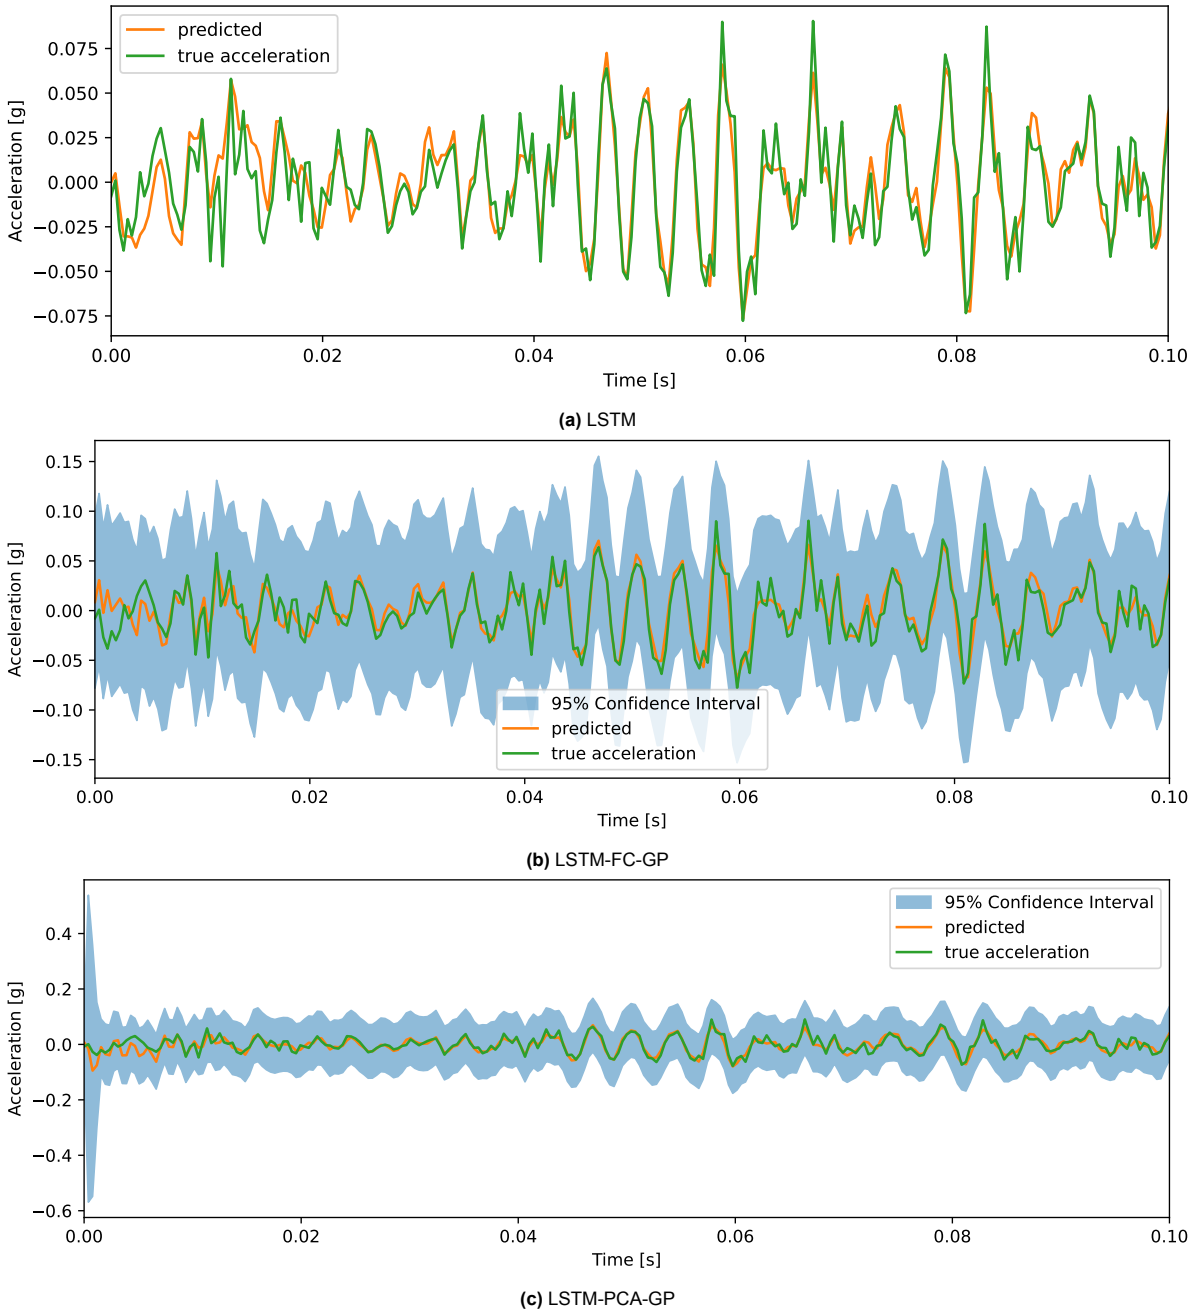 predicted
true acceleration
0.075
0.050
0.025
0.000
−0.025
−0.050
−0.075
Acceleration [g]
0.00 0.02 0.04 0.06 0.08 0.10
Time [s]
(a) LSTM
0.15
0.10
0.05
0.00
−0.05
−0.10
−0.15
Acceleration [g]
95% Confidence Interval
predicted
true acceleration
0.00 0.02 0.04 0.06 0.08 0.10
Time [s]
(b) LSTM-FC-GP
95% Confidence Interval
predicted
true acceleration
0.4
0.2
0.0
−0.2
−0.4
−0.6
Acceleration [g]
0.00 0.02 0.04 0.06 0.08 0.10
Time [s]
(c) LSTM-PCA-GP